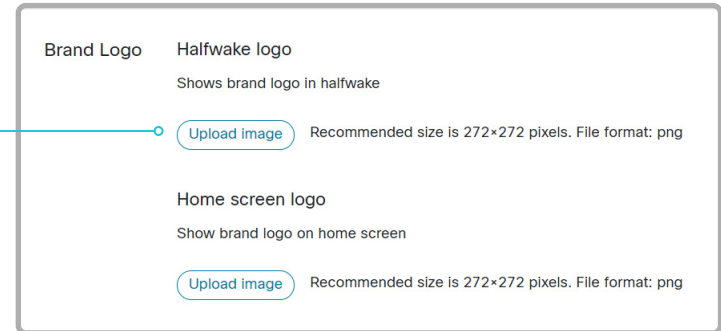 Brand Logo
Halfwake logo
Shows brand logo in halfwake
Upload image
Recommended size is 272×272 pixels. File format: png
Home screen logo
Show brand logo on home screen
Upload image
Recommended size is 272×272 pixels. File format: png